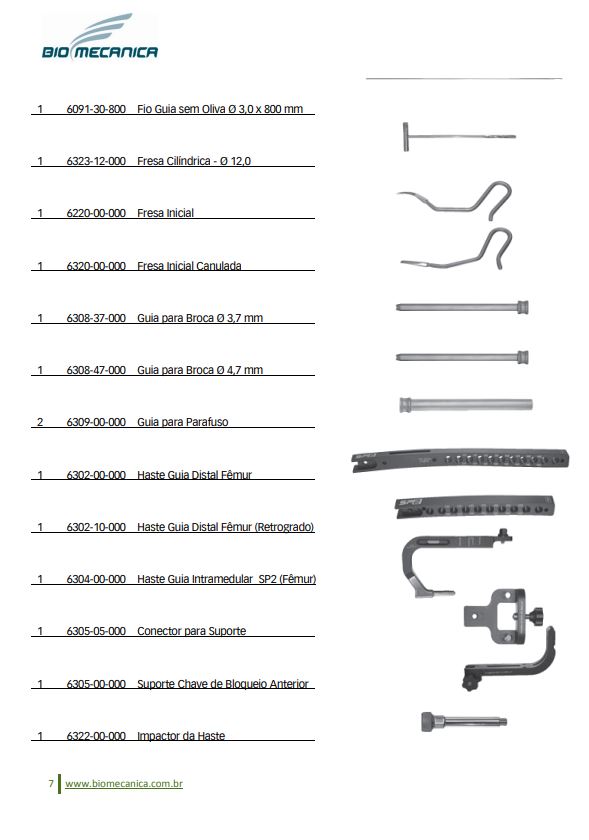 BIOMECANICA
1 6091-30-800 Fio Guia sem Oliva Ø 3,0 x 800 mm
1 6323-12-000 Fresa Cilíndrica - Ø 12,0
1 6220-00-000 Fresa Inicial
1 6320-00-000 Fresa Inicial Canulada
1 6308-37-000 Guia para Broca Ø 3,7 mm
1 6308-47-000 Guia para Broca Ø 4,7 mm
2 6309-00-000 Guia para Parafuso
1 6302-00-000 Haste Guia Distal Fêmur
1 6302-10-000 Haste Guia Distal Fêmur (Retrogrado)
1 6304-00-000 Haste Guia Intramedular SP2 (Fêmur)
1 6305-05-000 Conector para Suporte
1 6305-00-000 Suporte Chave de Bloqueio Anterior
1 6322-00-000 Impactor da Haste
7 www.biomecanica.com.br